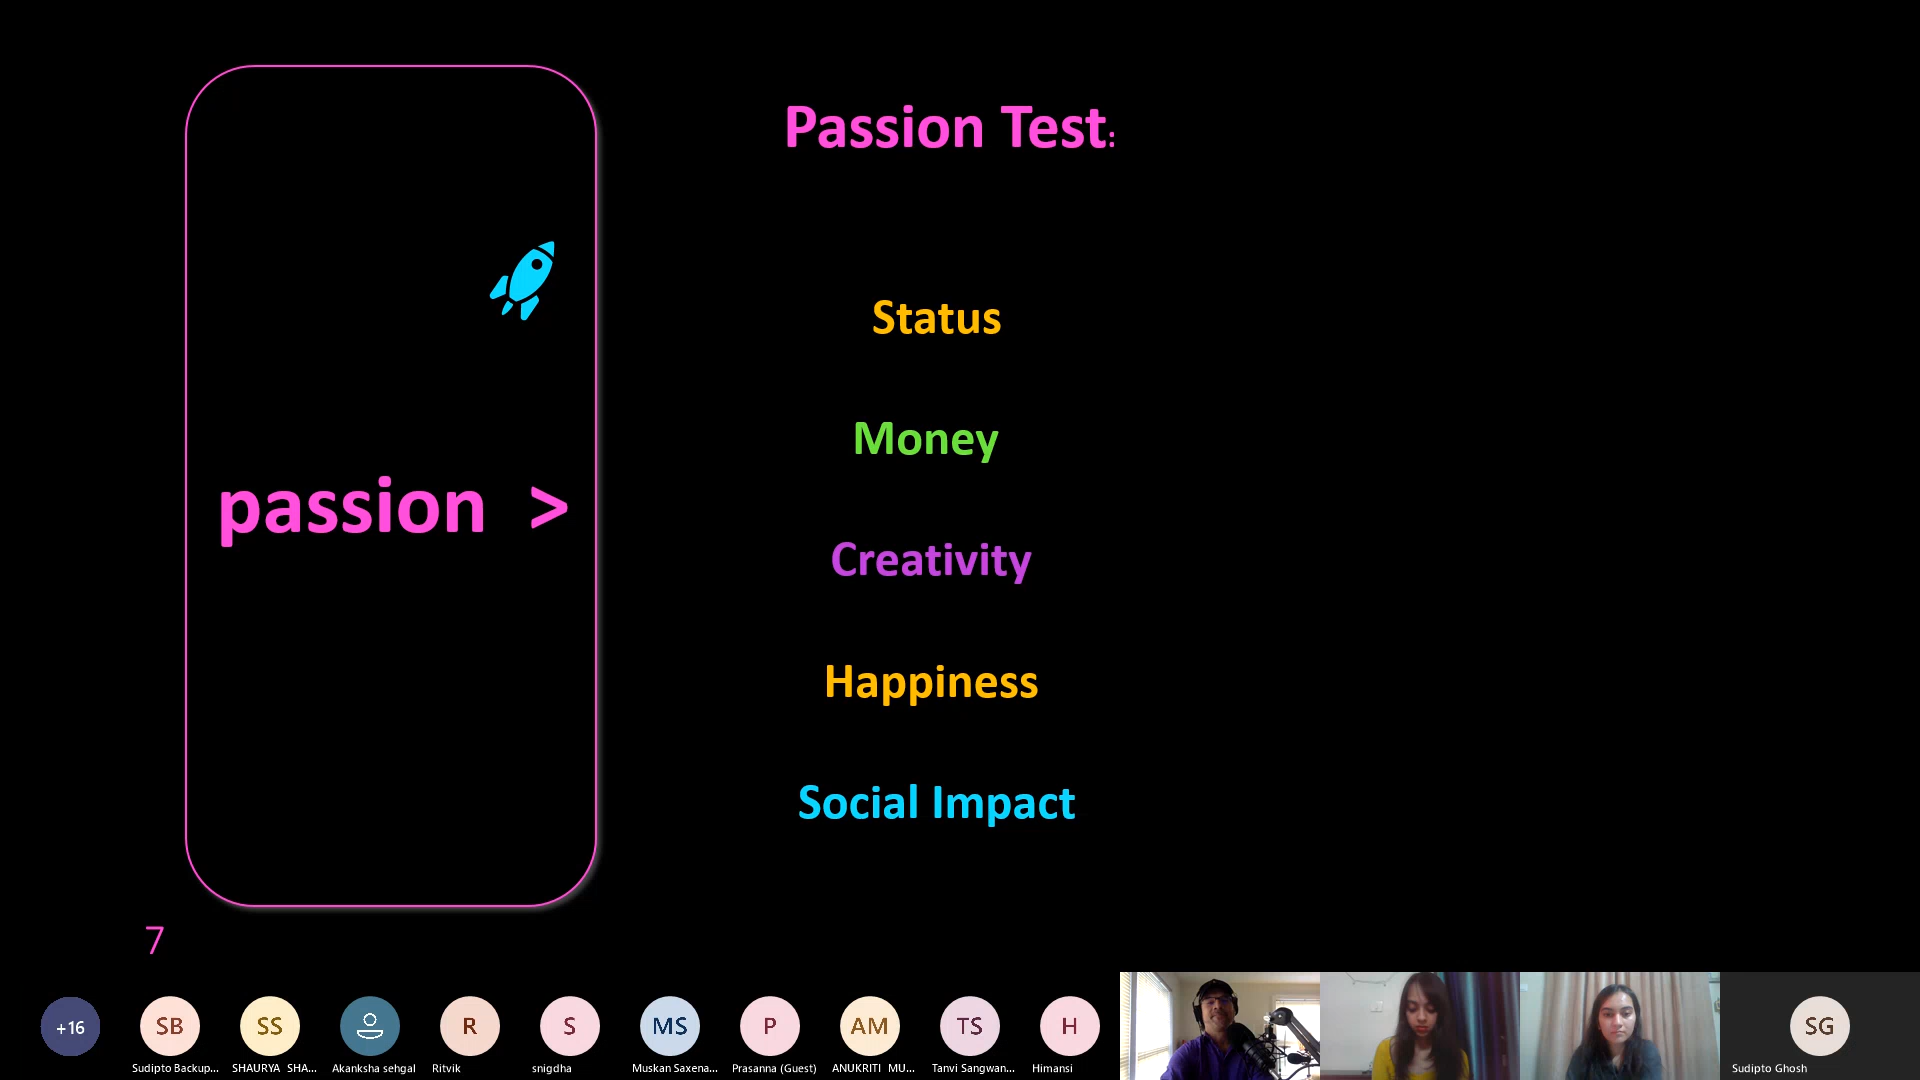 Passion Test:
passion >
Status
Money
Creativity
Happiness
Social Impact
7
+16
SB
SS
R
S
MS
P
AM
TS
H
SG
Sudipto Backup...
SHAURYA SHA...
Akanksha sehgal
Ritvik
snigdha
Muskan Saxena...
Prasanna (Guest)
ANUKRITI MU...
Tanvi Sangwan...
Himansi
Sudipto Ghosh